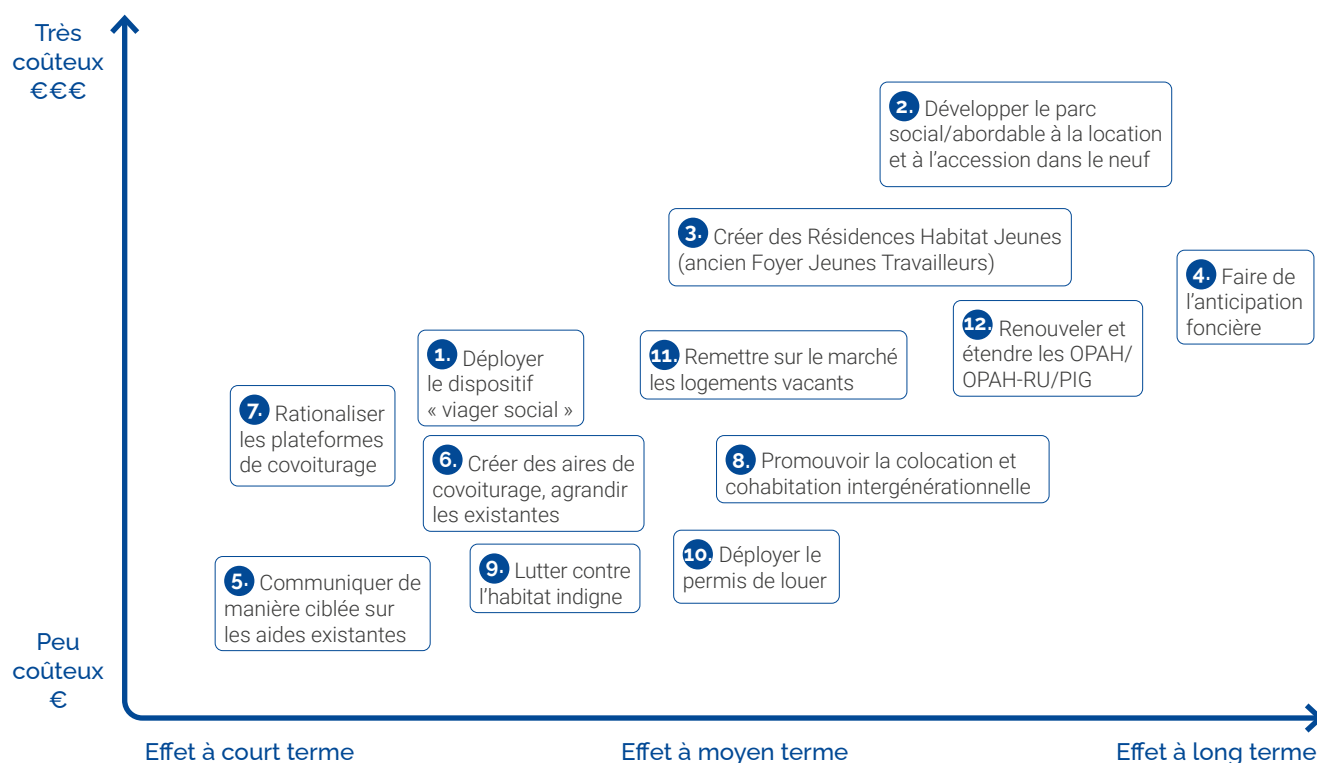 Très
coûteux
€€€
2. Développer le parc
social/abordable à la location
et à l’accession dans le neuf
3. Créer des Résidences Habitat Jeunes
(ancien Foyer Jeunes Travailleurs)
4. Faire de
l’anticipation
foncière
12. Renouveler et
étendre les OPAH/
OPAH-RU/PIG
1. Déployer
le dispositif
« viager social »
11. Remettre sur le marché
les logements vacants
7. Rationaliser
les plateformes
de covoiturage
6. Créer des aires de
covoiturage, agrandir
les existantes
8. Promouvoir la colocation et
cohabitation intergénérationnelle
10. Déployer le
permis de louer
9. Lutter contre
l’habitat indigne
5. Communiquer de
manière ciblée sur
les aides existantes
Peu
coûteux
€
Effet à court terme
Effet à moyen terme
Effet à long terme